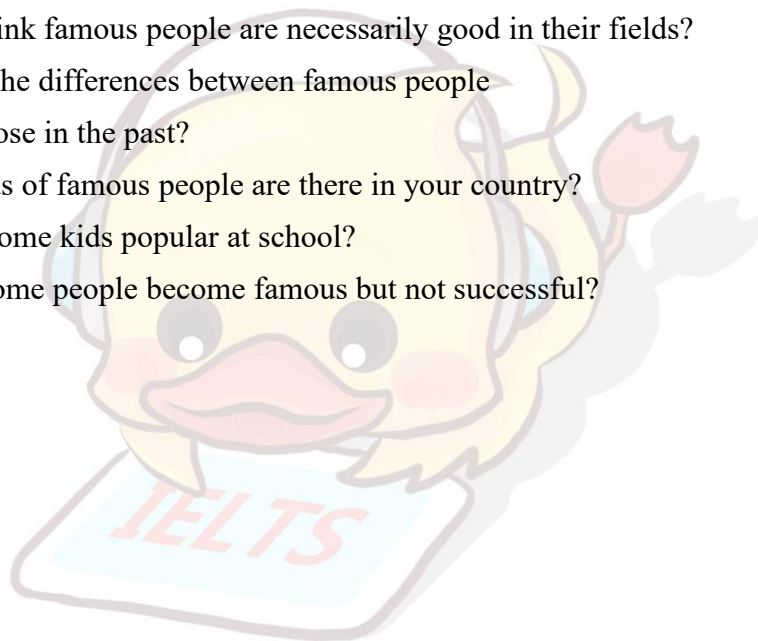 ink famous people are necessarily good in their fields?
he differences between famous people
ose in the past?
s of famous people are there in your country?
ome kids popular at school?
ome people become famous but not successful?
IELTS